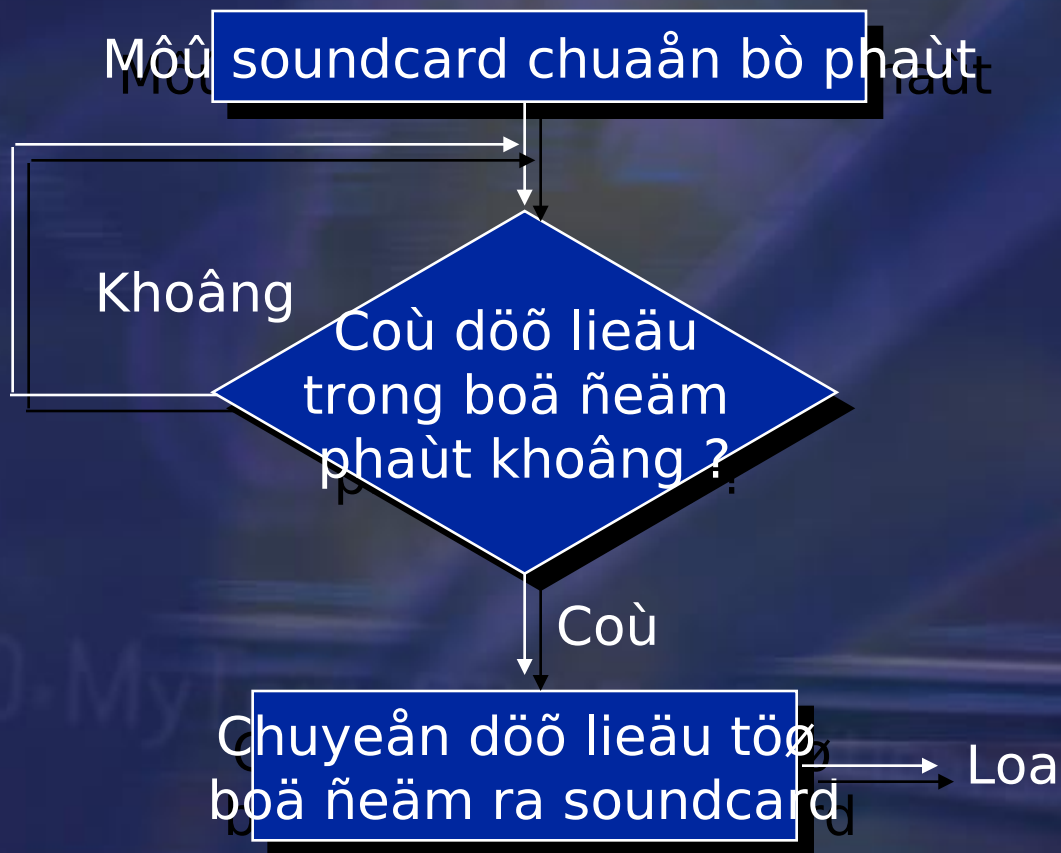 Môû soundcard chuaån bò phaùt
Khoâng
Coù döõ lieäu
trong boä ñeäm
phaùt khoâng ?
Coù
Chuyeån döõ lieäu töø
boä ñeäm ra soundcard
Loa